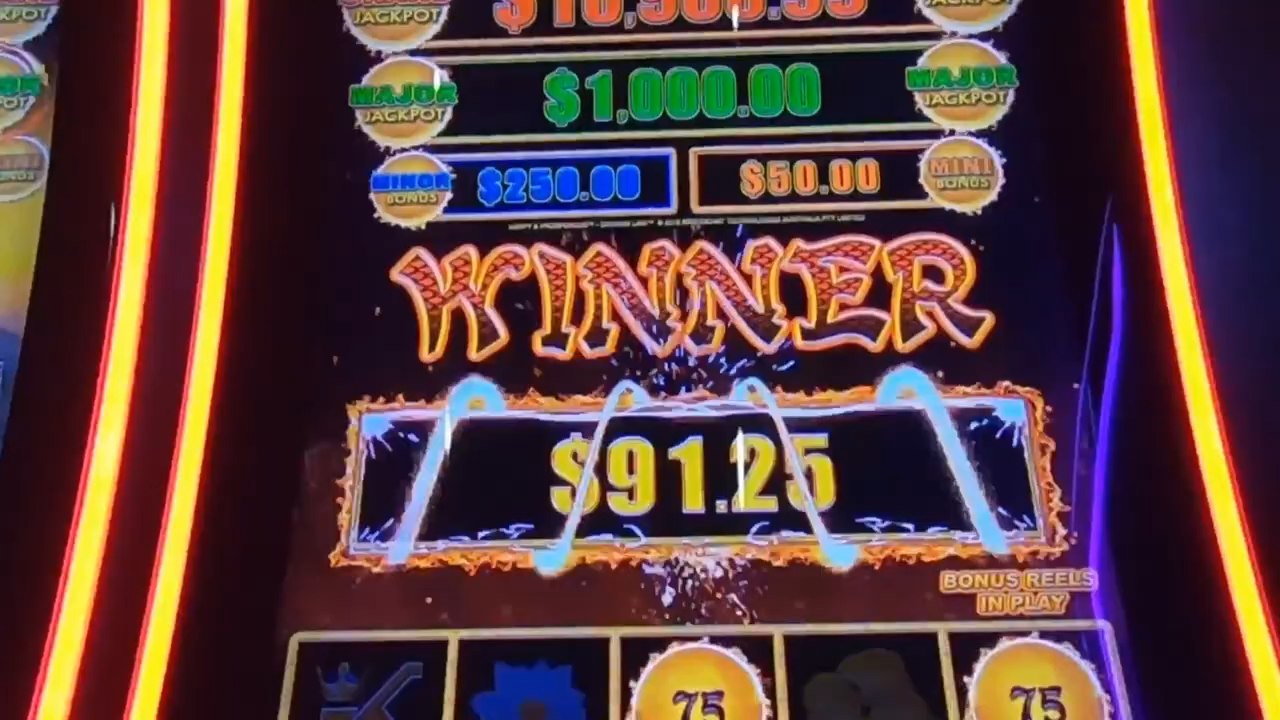 JACKPOT
MAJOR
JACKPOT
$1,000.00
MAJOR
JACKPOT
MINOR
BONUS
$250.00
$50.00
MINI
BONUS
WINNER
$91.25
BONUS REELS
IN PLAY
K
75
75